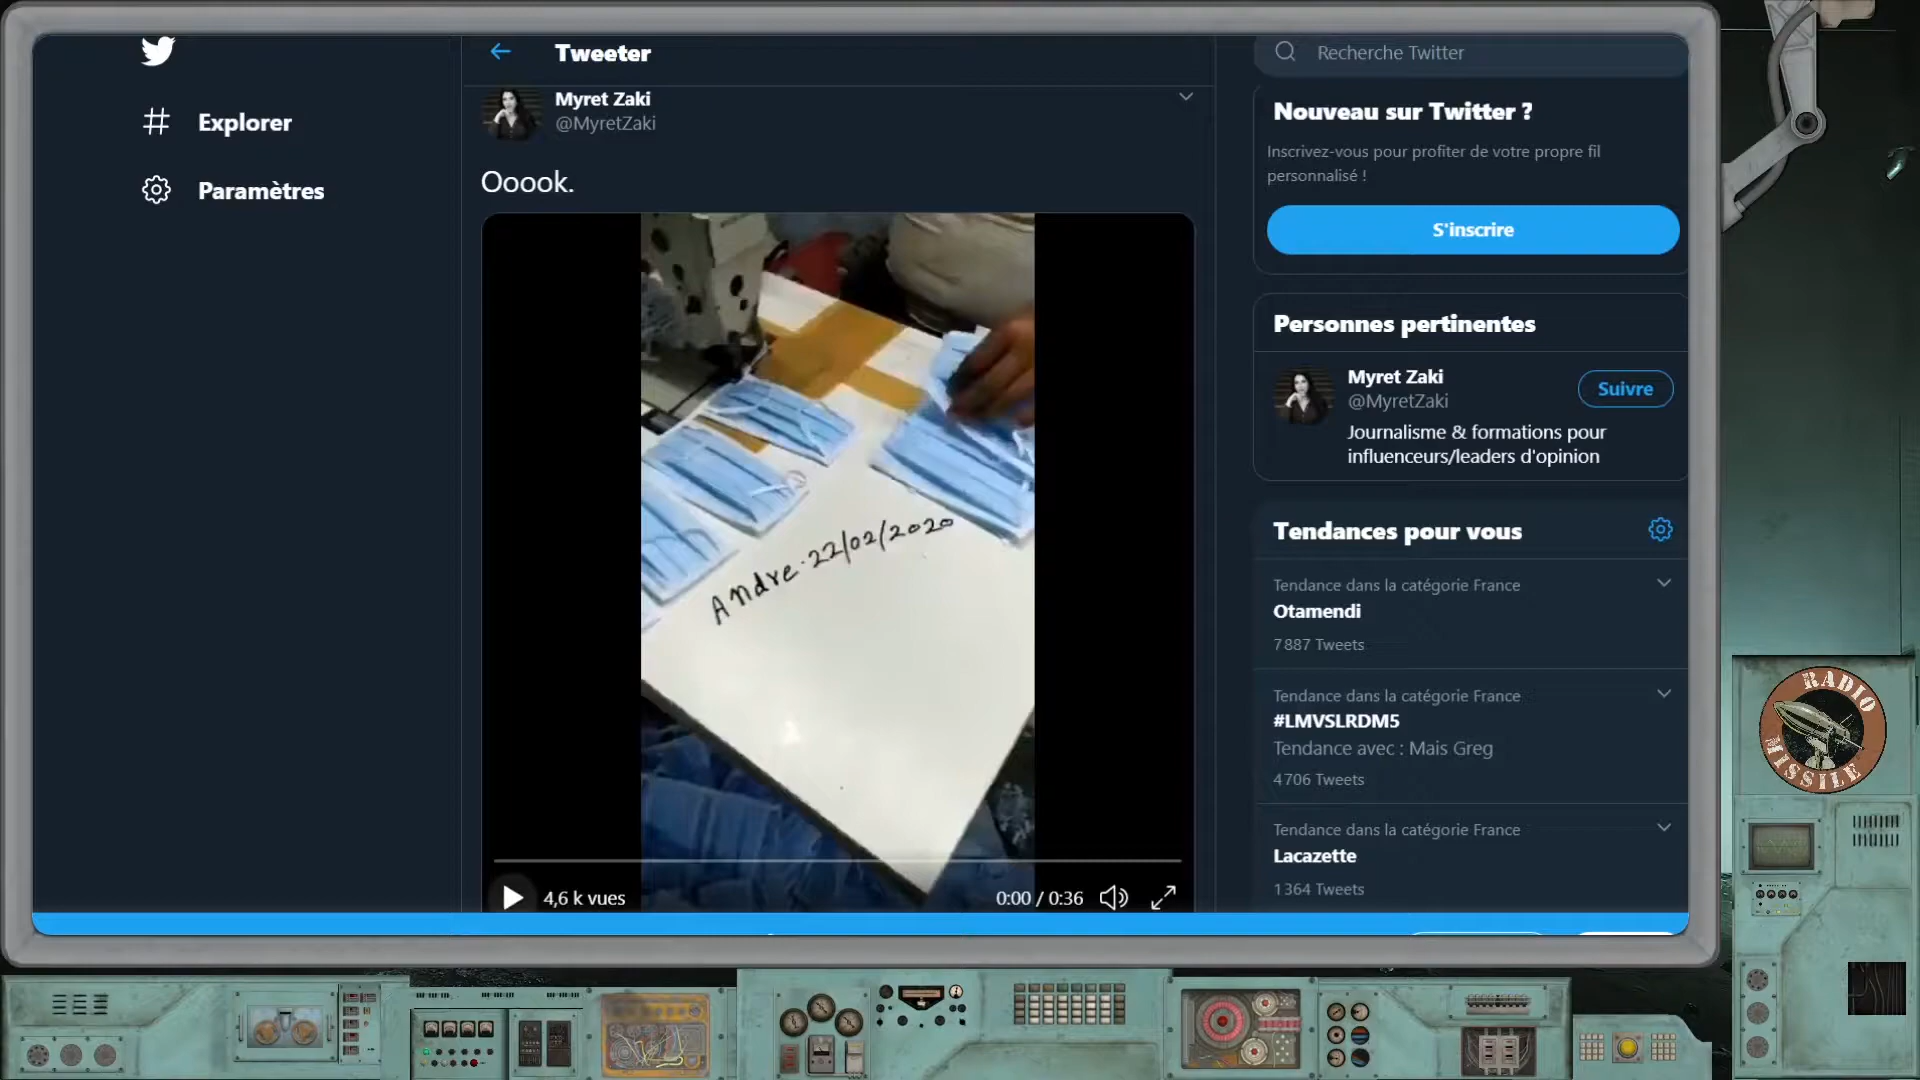 Tweeter
Recherche Twitter
Explorer
Paramètres
Myret Zaki
@MyretZaki
Ooook.
Andre. 22/02/2020
4,6 k vues
0:00 / 0:36
Nouveau sur Twitter ?
Inscrivez-vous pour profiter de votre propre fil
personnalisé !
S'inscrire
Personnes pertinentes
Myret Zaki
@MyretZaki
Suivre
Journalisme & formations pour
influenceurs/leaders d'opinion
Tendances pour vous
Tendance dans la catégorie France
Otamendi
7 887 Tweets
Tendance dans la catégorie France
#LMVSLRDM5
Tendance avec : Mais Greg
4 706 Tweets
Tendance dans la catégorie France
Lacazette
1 364 Tweets
RADIO
MISSILE